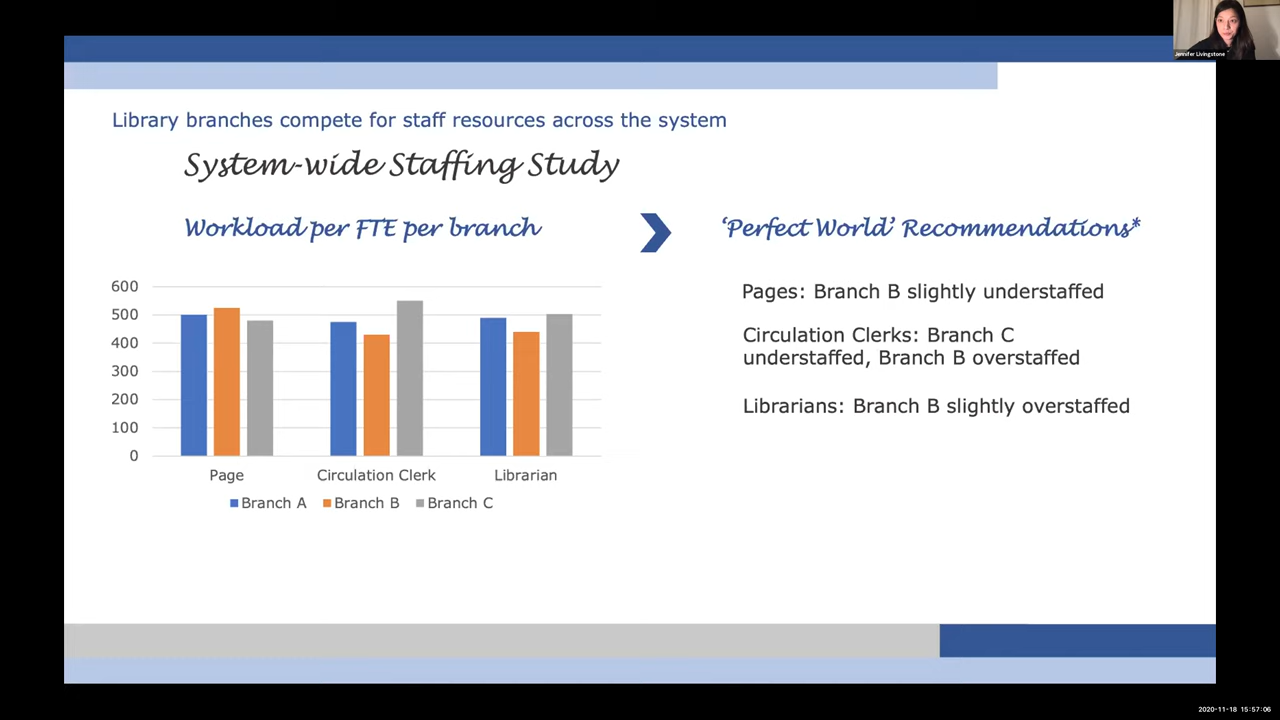 Jennifer Livingstone
Library branches compete for staff resources across the system
System-wide Staffing Study
Workload per FTE per branch
‘Perfect World’ Recommendations*
600
500
400
300
200
100
0
Page
Circulation Clerk
Librarian
Branch A
Branch B
Branch C
Pages: Branch B slightly understaffed
Circulation Clerks: Branch C
understaffed, Branch B overstaffed
Librarians: Branch B slightly overstaffed
2020-11-18 15:57:06